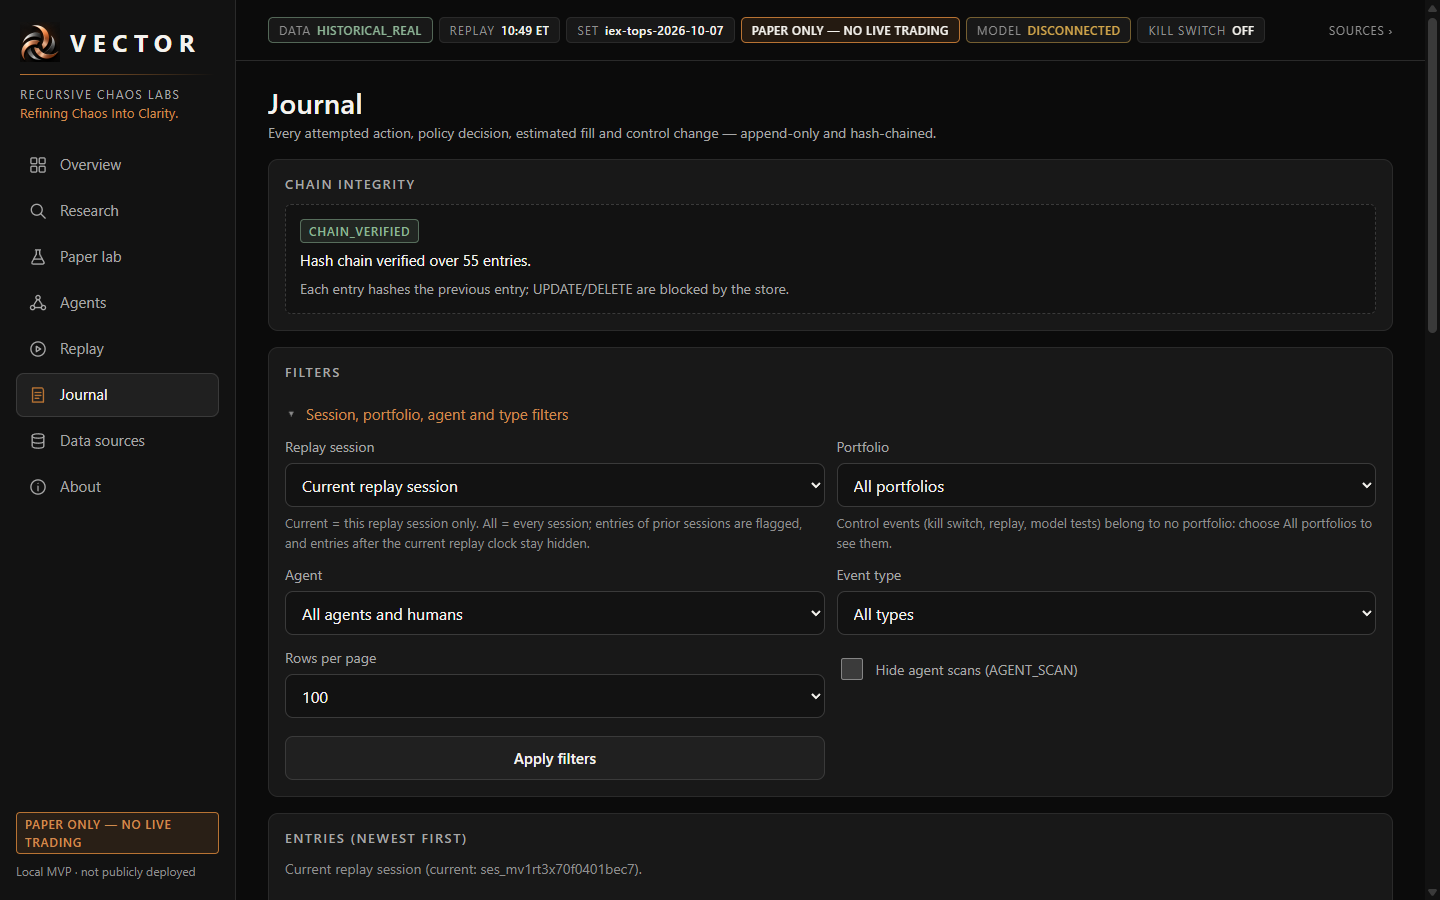 VECTOR
RECURSIVE CHAOS LABS
Refining Chaos Into Clarity.
Overview
Research
Paper lab
Agents
Replay
Journal
Data sources
About
PAPER ONLY — NO LIVE
TRADING
Local MVP · not publicly deployed
DATA HISTORICAL_REAL
REPLAY 10:49 ET
SET iex-tops-2026-10-07
PAPER ONLY — NO LIVE TRADING
MODEL DISCONNECTED
KILL SWITCH OFF
SOURCES ›
Journal
Every attempted action, policy decision, estimated fill and control change — append-only and hash-chained.
CHAIN INTEGRITY
CHAIN_VERIFIED
Hash chain verified over 55 entries.
Each entry hashes the previous entry; UPDATE/DELETE are blocked by the store.
FILTERS
Session, portfolio, agent and type filters
Replay session
Current replay session
Current = this replay session only. All = every session; entries of prior sessions are flagged,
and entries after the current replay clock stay hidden.
Portfolio
All portfolios
Control events (kill switch, replay, model tests) belong to no portfolio: choose All portfolios to
see them.
Agent
All agents and humans
Event type
All types
Rows per page
100
Hide agent scans (AGENT_SCAN)
Apply filters
ENTRIES (NEWEST FIRST)
Current replay session (current: ses_mv1rt3x70f0401bec7).